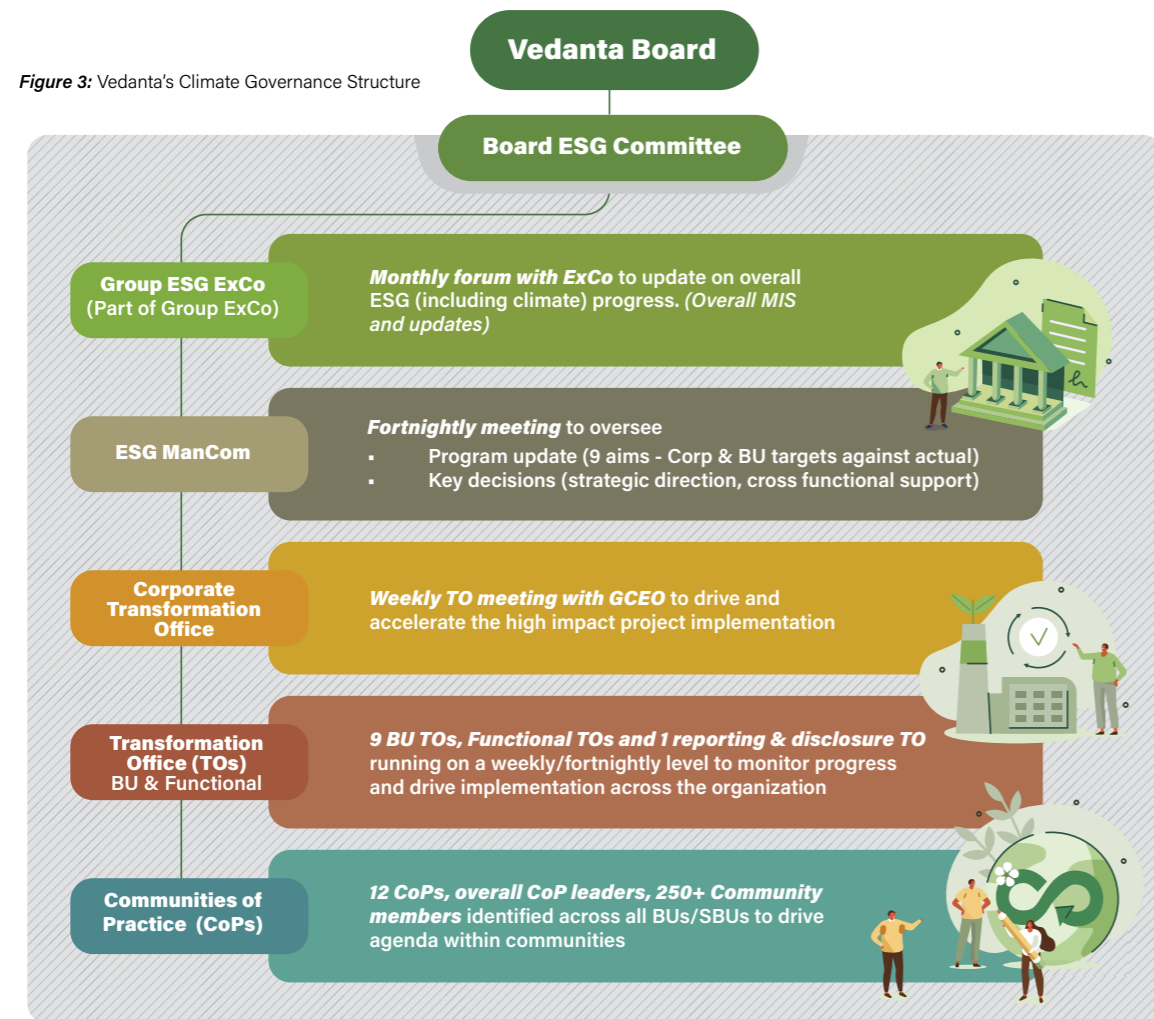 Vedanta Board
Figure 3: Vedanta's Climate Governance Structure
Board ESG Committee
Group ESG ExCo
(Part of Group ExCo)
Monthly forum with ExCo to update on overall
ESG (including climate) progress. (Overall MIS
and updates)
ESG ManCom
Fortnightly meeting to oversee
▪ Program update (9 aims - Corp & BU targets against actual)
▪ Key decisions (strategic direction, cross functional support)
Corporate
Transformation
Office
Weekly TO meeting with GCEO to drive and
accelerate the high impact project implementation
Transformation
Office (TOs)
BU & Functional
9 BU TOs, Functional TOs and 1 reporting & disclosure TO
running on a weekly/fortnightly level to monitor progress
and drive implementation across the organization
Communities of
Practice (CoPs)
12 CoPs, overall CoP leaders, 250+ Community
members identified across all BUs/SBUs to drive
agenda within communities